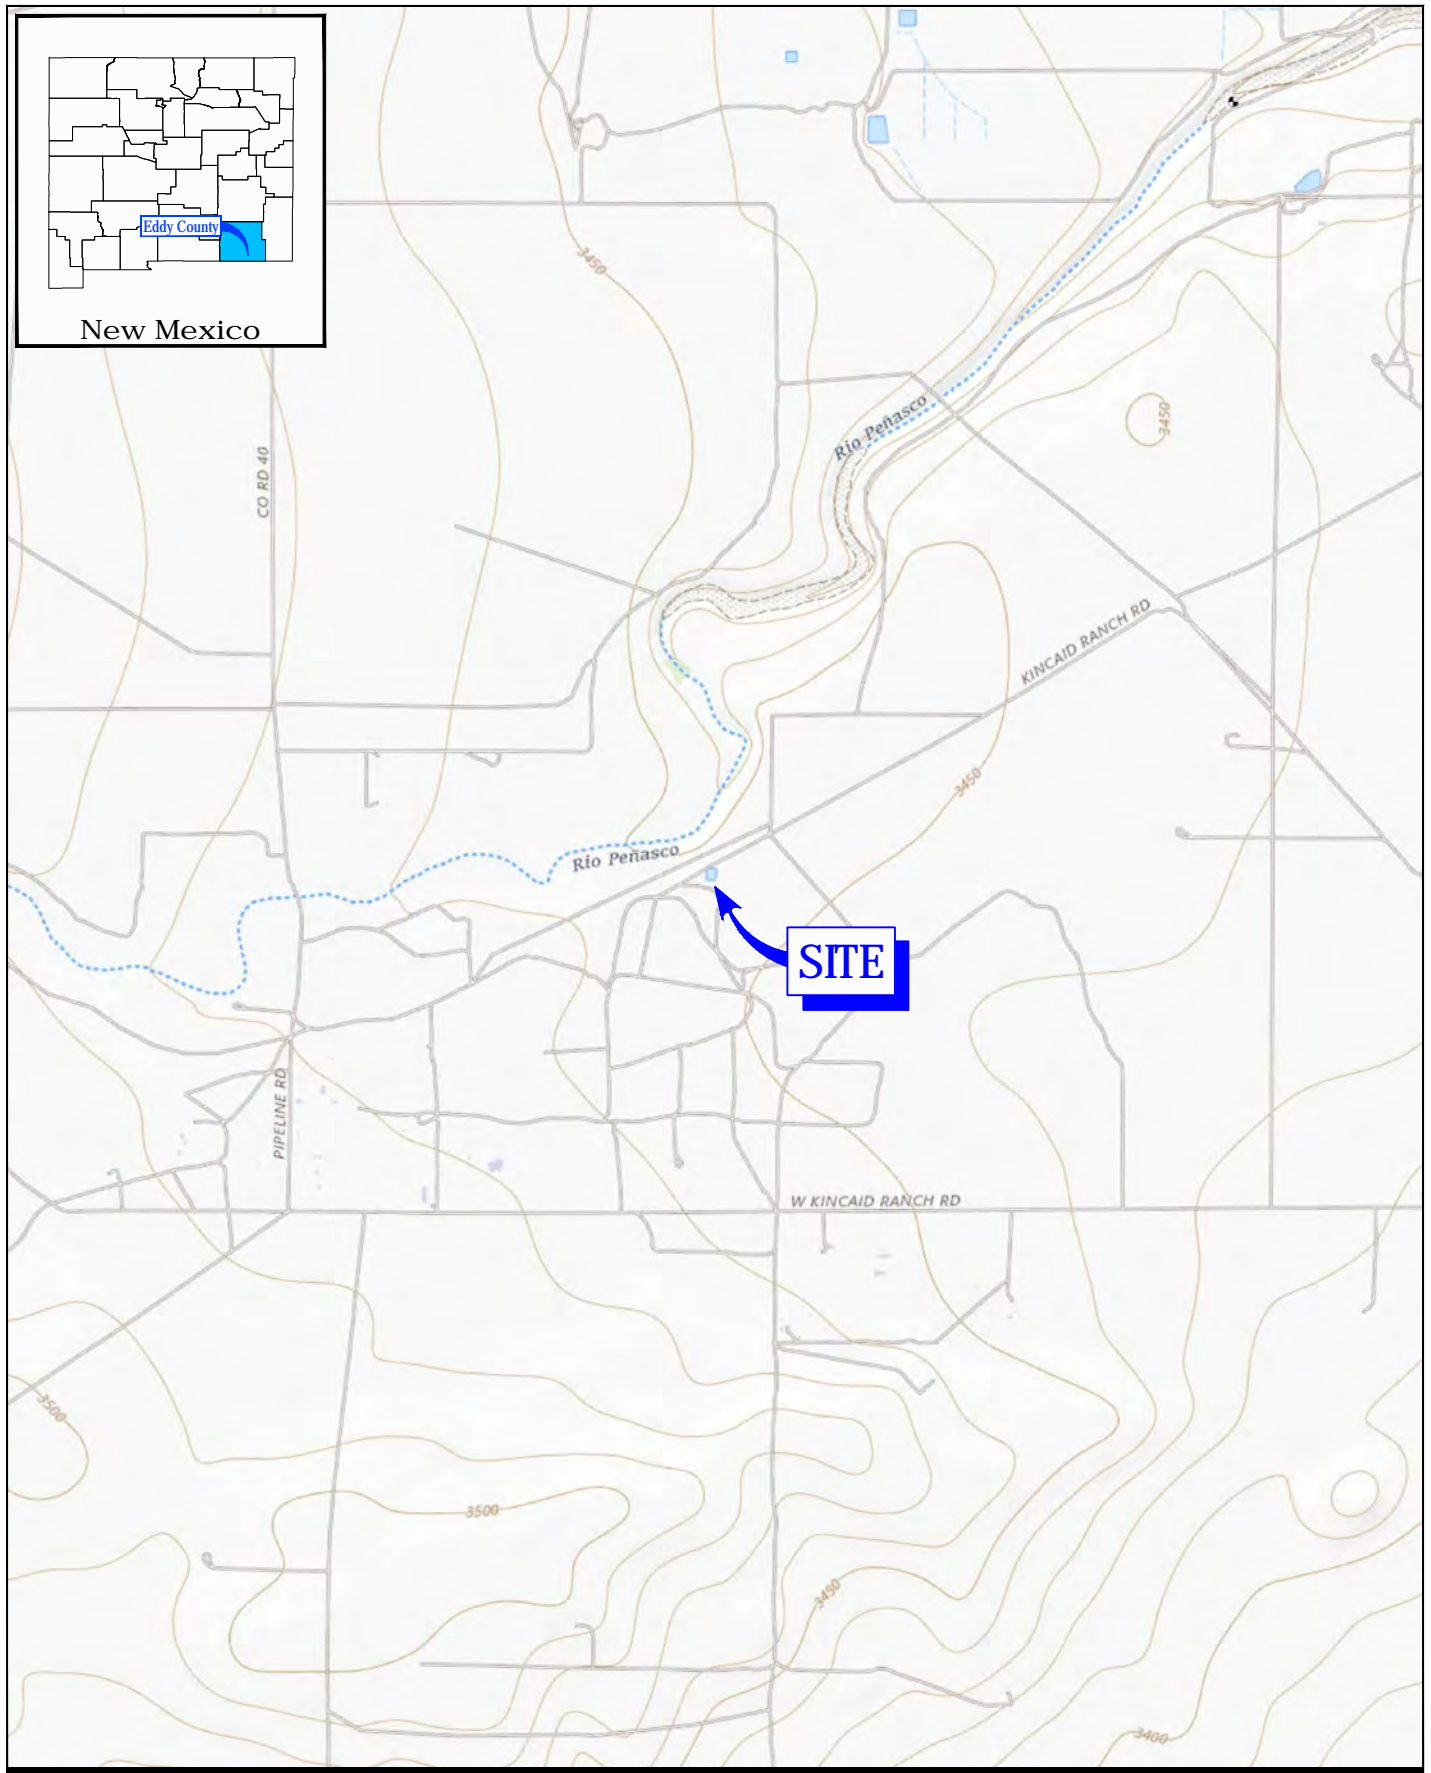 Eddy County
New Mexico
3450
CO RD 40
Rio Peñasco
3450
KINCAID RANCH RD
3450
Rio Peñasco
SITE
PIPELINE RD
W KINCAID RANCH RD
3500
3500
3450
3400